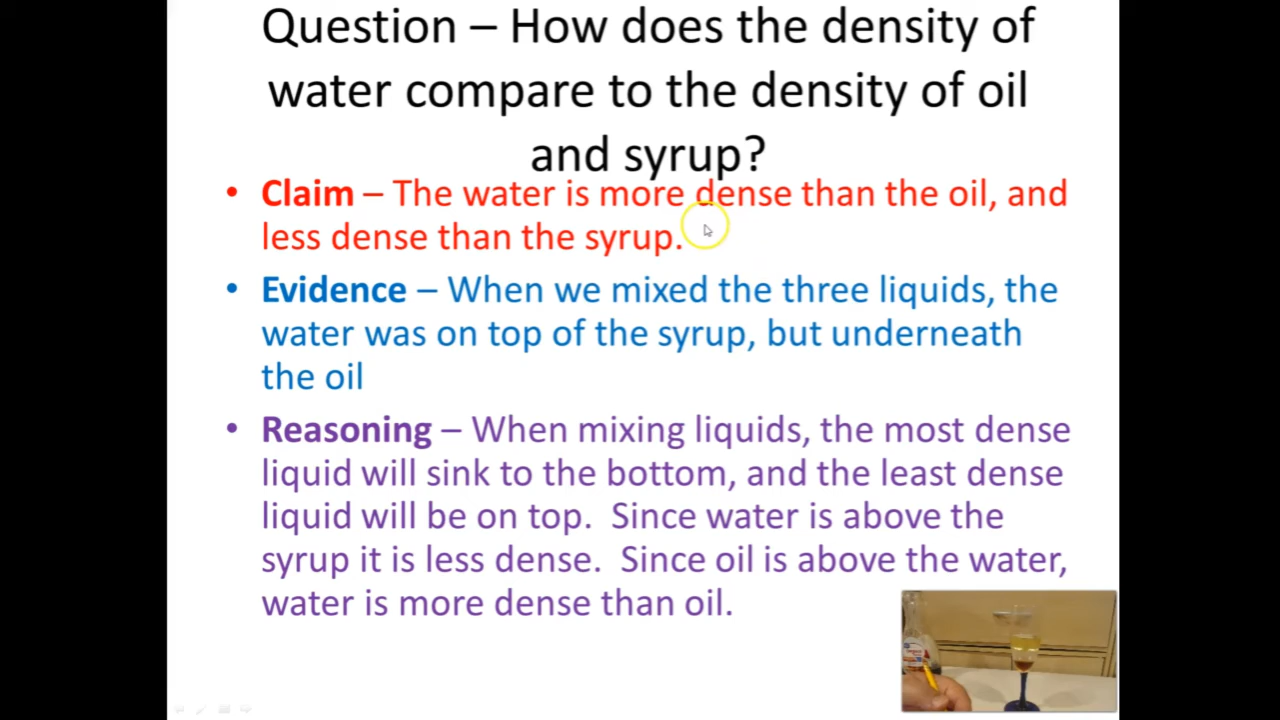 Question – How does the density of
water compare to the density of oil
and syrup?
• Claim – The water is more dense than the oil, and
less dense than the syrup.
• Evidence – When we mixed the three liquids, the
water was on top of the syrup, but underneath
the oil
• Reasoning – When mixing liquids, the most dense
liquid will sink to the bottom, and the least dense
liquid will be on top.  Since water is above the
syrup it is less dense.  Since oil is above the water,
water is more dense than oil.